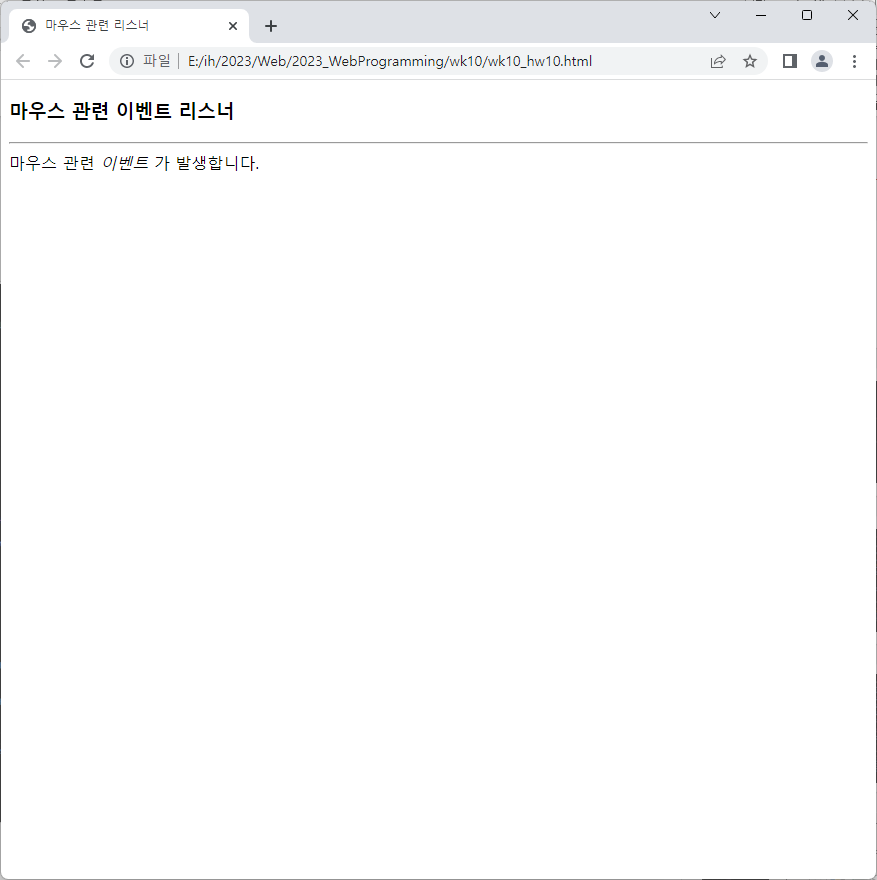 마우스 관련 리스너
파일 E:/ih/2023/Web/2023_WebProgramming/wk10/wk10_hw10.html
마우스 관련 이벤트 리스너
마우스 관련 이벤트 가 발생합니다.